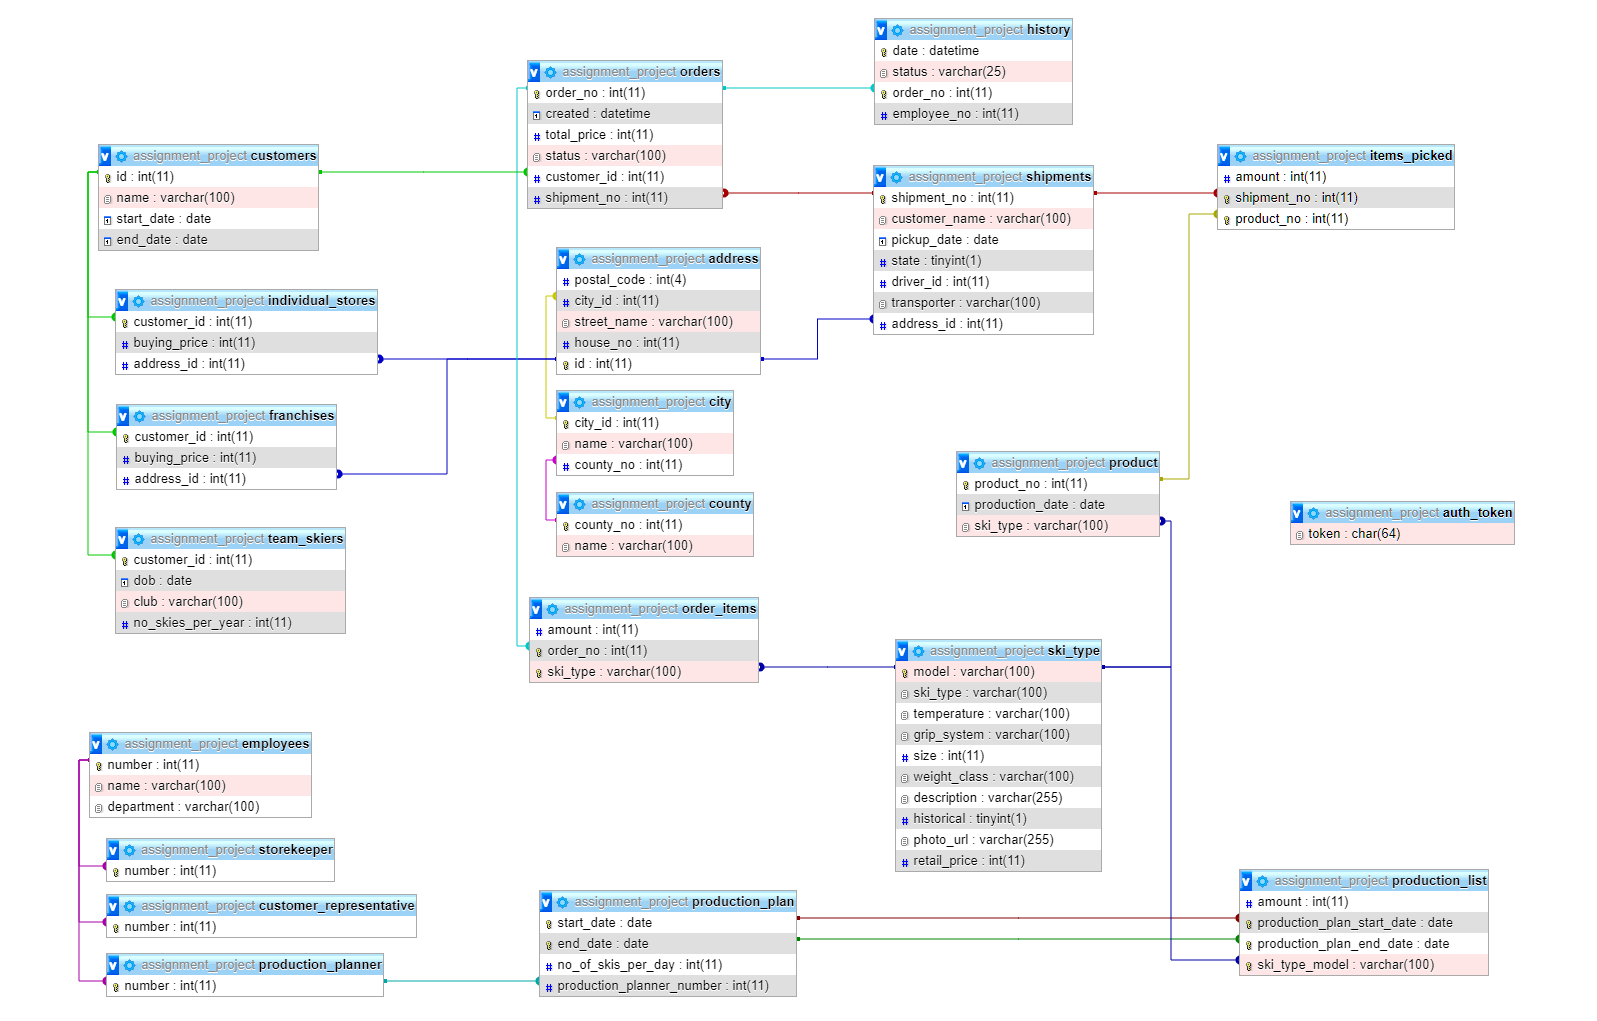 assignment_project history
date : datetime
status : varchar(25)
order_no : int(11)
employee_no : int(11)
assignment_project orders
order_no : int(11)
created : datetime
total_price : int(11)
status : varchar(100)
customer_id : int(11)
shipment_no : int(11)
assignment_project customers
id : int(11)
name : varchar(100)
start_date : date
end_date : date
assignment_project shipments
shipment_no : int(11)
customer_name : varchar(100)
pickup_date : date
state : tinyint(1)
driver_id : int(11)
transporter : varchar(100)
address_id : int(11)
assignment_project items_picked
amount : int(11)
shipment_no : int(11)
product_no : int(11)
assignment_project address
postal_code : int(4)
city_id : int(11)
street_name : varchar(100)
house_no : int(11)
id : int(11)
assignment_project individual_stores
customer_id : int(11)
buying_price : int(11)
address_id : int(11)
assignment_project franchises
customer_id : int(11)
buying_price : int(11)
address_id : int(11)
assignment_project city
city_id : int(11)
name : varchar(100)
county_no : int(11)
assignment_project county
county_no : int(11)
name : varchar(100)
assignment_project product
product_no : int(11)
production_date : date
ski_type : varchar(100)
assignment_project auth_token
token : char(64)
assignment_project team_skiers
customer_id : int(11)
dob : date
club : varchar(100)
no_skies_per_year : int(11)
assignment_project order_items
amount : int(11)
order_no : int(11)
ski_type : varchar(100)
assignment_project ski_type
model : varchar(100)
ski_type : varchar(100)
temperature : varchar(100)
grip_system : varchar(100)
size : int(11)
weight_class : varchar(100)
description : varchar(255)
historical : tinyint(1)
photo_url : varchar(255)
retail_price : int(11)
assignment_project employees
number : int(11)
name : varchar(100)
department : varchar(100)
assignment_project storekeeper
number : int(11)
assignment_project customer_representative
number : int(11)
assignment_project production_planner
number : int(11)
assignment_project production_plan
start_date : date
end_date : date
no_of_skis_per_day : int(11)
production_planner_number : int(11)
assignment_project production_list
amount : int(11)
production_plan_start_date : date
production_plan_end_date : date
ski_type_model : varchar(100)